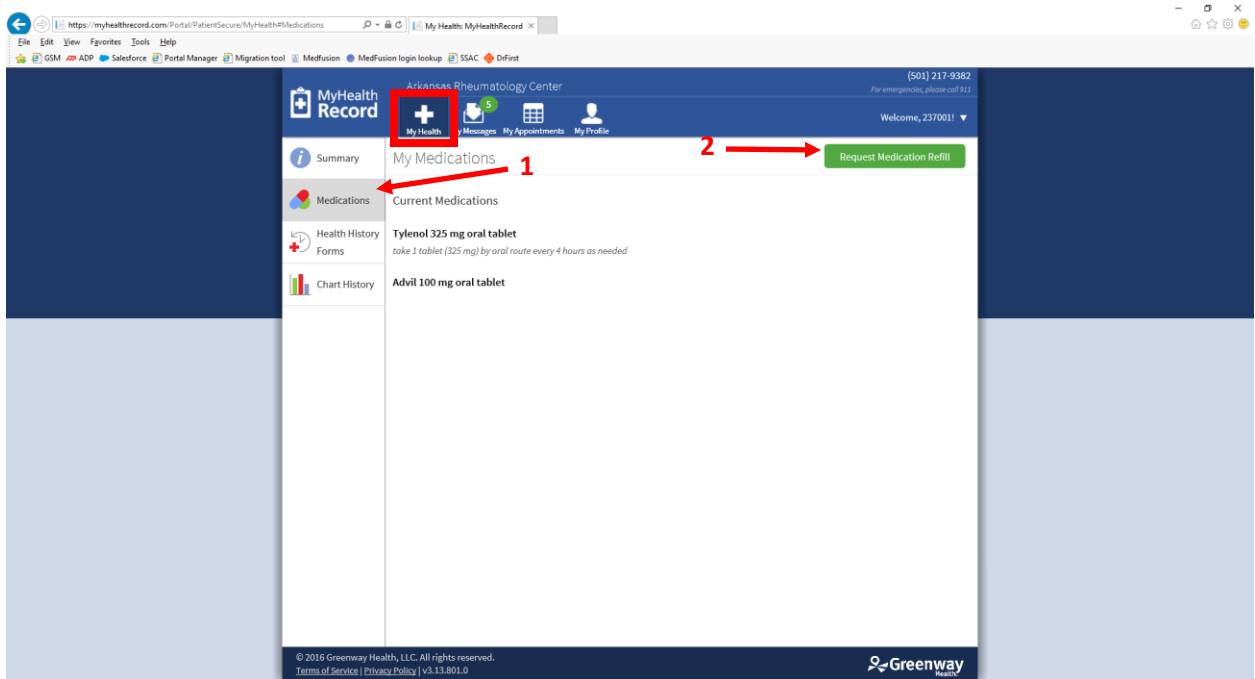 https://myhealthrecord.com/Portal/PatientSecure/MyHealth#Medications
My Health: MyHealthRecord
File Edit View Favorites Tools Help
GSM ADP Salesforce Portal Manager Migration tool Medfusion MedFusion login lookup SSAC DrFirst
MyHealth
Record
Arkansas Rheumatology Center
(501) 217-9382
For emergencies, please call 911
5
My Health y Messages My Appointments My Profile
Welcome, 237001!
Summary
Medications
Health History
Forms
Chart History
My Medications
1
2
Request Medication Refill
Current Medications
Tylenol 325 mg oral tablet
take 1 tablet (325 mg) by oral route every 4 hours as needed
Advil 100 mg oral tablet
© 2016 Greenway Health, LLC. All rights reserved.
Terms of Service | Privacy Policy | v3.13.801.0
Greenway
Health